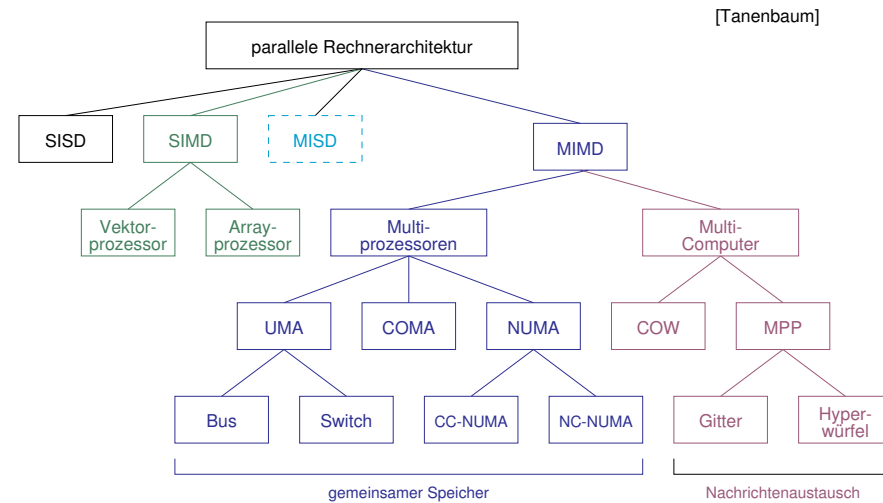 [Tanenbaum]
parallele Rechnerarchitektur
SISD
SIMD
MISD
MIMD
Vektor-
prozessor
Array-
prozessor
Multi-
prozessoren
Multi-
Computer
UMA
COMA
NUMA
COW
MPP
Bus
Switch
CC-NUMA
NC-NUMA
Gitter
Hyper-
würfel
gemeinsamer Speicher
Nachrichtenaustausch